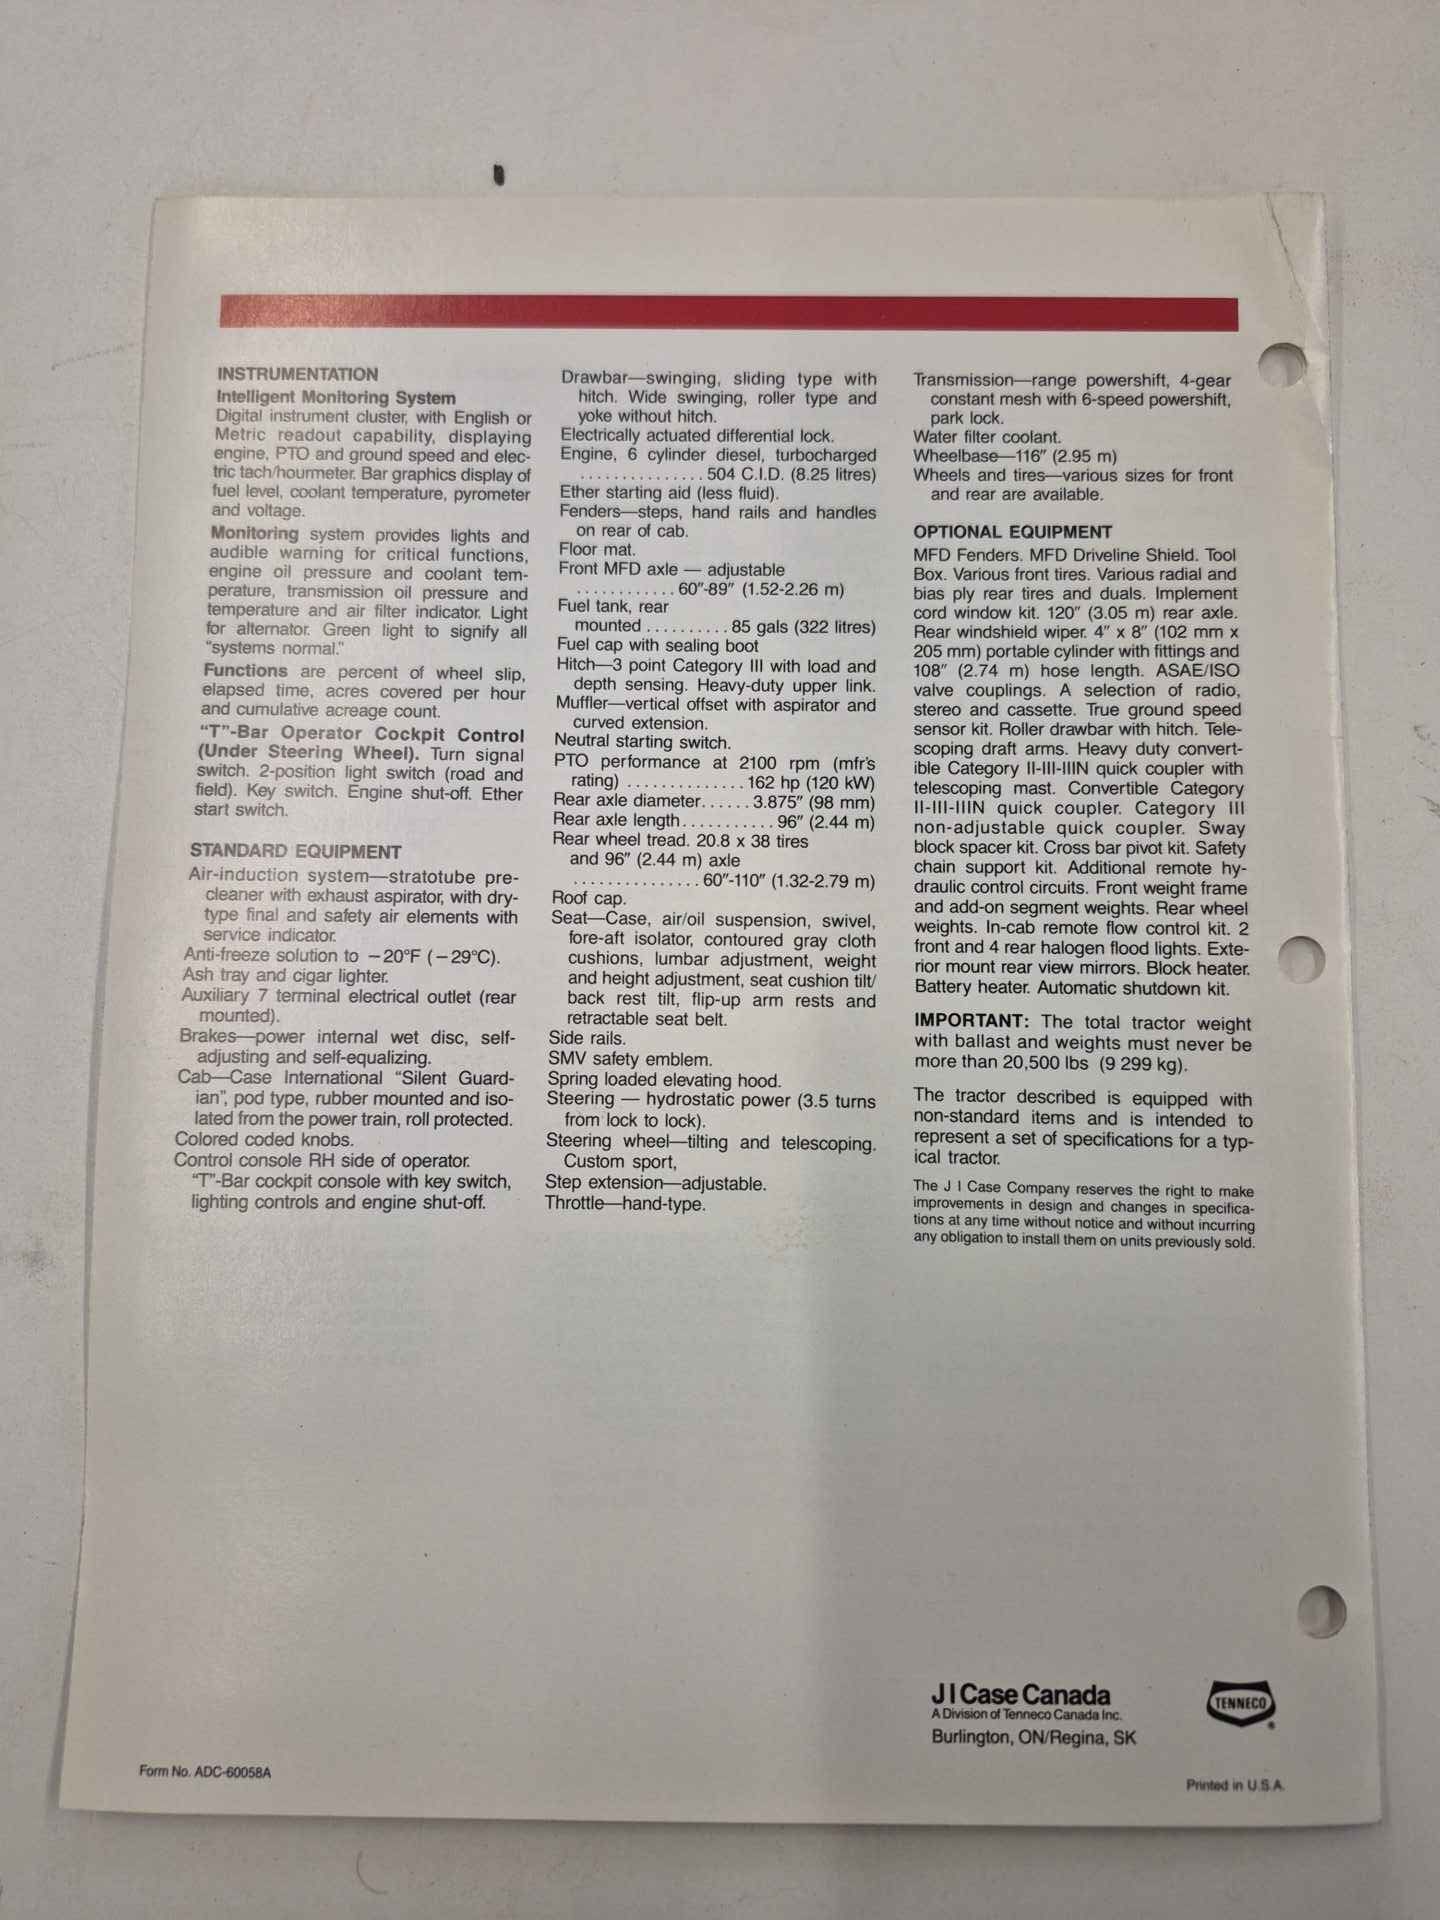 INSTRUMENTATION
Intelligent Monitoring System
Digital instrument cluster, with English or
Metric readout capability, displaying
engine, PTO and ground speed and elec-
tric tach/hourmeter. Bar graphics display of
fuel level, coolant temperature, pyrometer
and voltage.
Monitoring system provides lights and
audible warning for critical functions,
engine oil pressure and coolant tem-
perature, transmission oil pressure and
temperature and air filter indicator. Light
for alternator. Green light to signify all
"systems normal."
Functions are percent of wheel slip,
elapsed time, acres covered per hour
and cumulative acreage count.
"T"-Bar Operator Cockpit Control
(Under Steering Wheel). Turn signal
switch. 2-position light switch (road and
field). Key switch. Engine shut-off. Ether
start switch.
STANDARD EQUIPMENT
Air-induction system—stratotube pre-
cleaner with exhaust aspirator, with dry-
type final and safety air elements with
service indicator.
Anti-freeze solution to −20°F (−29°C).
Ash tray and cigar lighter.
Auxiliary 7 terminal electrical outlet (rear
mounted).
Brakes—power internal wet disc, self-
adjusting and self-equalizing.
Cab—Case International "Silent Guard-
ian", pod type, rubber mounted and iso-
lated from the power train, roll protected.
Colored coded knobs.
Control console RH side of operator.
"T"-Bar cockpit console with key switch,
lighting controls and engine shut-off.
Drawbar—swinging, sliding type with
hitch. Wide swinging, roller type and
yoke without hitch.
Electrically actuated differential lock.
Engine, 6 cylinder diesel, turbocharged
............... 504 C.I.D. (8.25 litres)
Ether starting aid (less fluid).
Fenders—steps, hand rails and handles
on rear of cab.
Floor mat.
Front MFD axle — adjustable
............ 60"-89" (1.52-2.26 m)
Fuel tank, rear
mounted .......... 85 gals (322 litres)
Fuel cap with sealing boot
Hitch—3 point Category III with load and
depth sensing. Heavy-duty upper link.
Muffler—vertical offset with aspirator and
curved extension.
Neutral starting switch.
PTO performance at 2100 rpm (mfr's
rating) .............. 162 hp (120 kW)
Rear axle diameter...... 3.875" (98 mm)
Rear axle length........... 96" (2.44 m)
Rear wheel tread. 20.8 x 38 tires
and 96" (2.44 m) axle
............... 60"-110" (1.32-2.79 m)
Roof cap.
Seat—Case, air/oil suspension, swivel,
fore-aft isolator, contoured gray cloth
cushions, lumbar adjustment, weight
and height adjustment, seat cushion tilt/
back rest tilt, flip-up arm rests and
retractable seat belt.
Side rails.
SMV safety emblem.
Spring loaded elevating hood.
Steering — hydrostatic power (3.5 turns
from lock to lock).
Steering wheel—tilting and telescoping.
Custom sport,
Step extension—adjustable.
Throttle—hand-type.
Transmission—range powershift, 4-gear
constant mesh with 6-speed powershift,
park lock.
Water filter coolant.
Wheelbase—116" (2.95 m)
Wheels and tires—various sizes for front
and rear are available.
OPTIONAL EQUIPMENT
MFD Fenders. MFD Driveline Shield. Tool
Box. Various front tires. Various radial and
bias ply rear tires and duals. Implement
cord window kit. 120" (3.05 m) rear axle.
Rear windshield wiper. 4" x 8" (102 mm x
205 mm) portable cylinder with fittings and
108" (2.74 m) hose length. ASAE/ISO
valve couplings. A selection of radio,
stereo and cassette. True ground speed
sensor kit. Roller drawbar with hitch. Tele-
scoping draft arms. Heavy duty convert-
ible Category II-III-IIIN quick coupler with
telescoping mast. Convertible Category
II-III-IIIN quick coupler. Category III
non-adjustable quick coupler. Sway
block spacer kit. Cross bar pivot kit. Safety
chain support kit. Additional remote hy-
draulic control circuits. Front weight frame
and add-on segment weights. Rear wheel
weights. In-cab remote flow control kit. 2
front and 4 rear halogen flood lights. Exte-
rior mount rear view mirrors. Block heater.
Battery heater. Automatic shutdown kit.
IMPORTANT: The total tractor weight
with ballast and weights must never be
more than 20,500 lbs (9 299 kg).
The tractor described is equipped with
non-standard items and is intended to
represent a set of specifications for a typ-
ical tractor.
The J I Case Company reserves the right to make
improvements in design and changes in specifica-
tions at any time without notice and without incurring
any obligation to install them on units previously sold.
J I Case Canada
A Division of Tenneco Canada Inc.
Burlington, ON/Regina, SK
TENNECO
®
Form No. ADC-60058A
Printed in U.S.A.